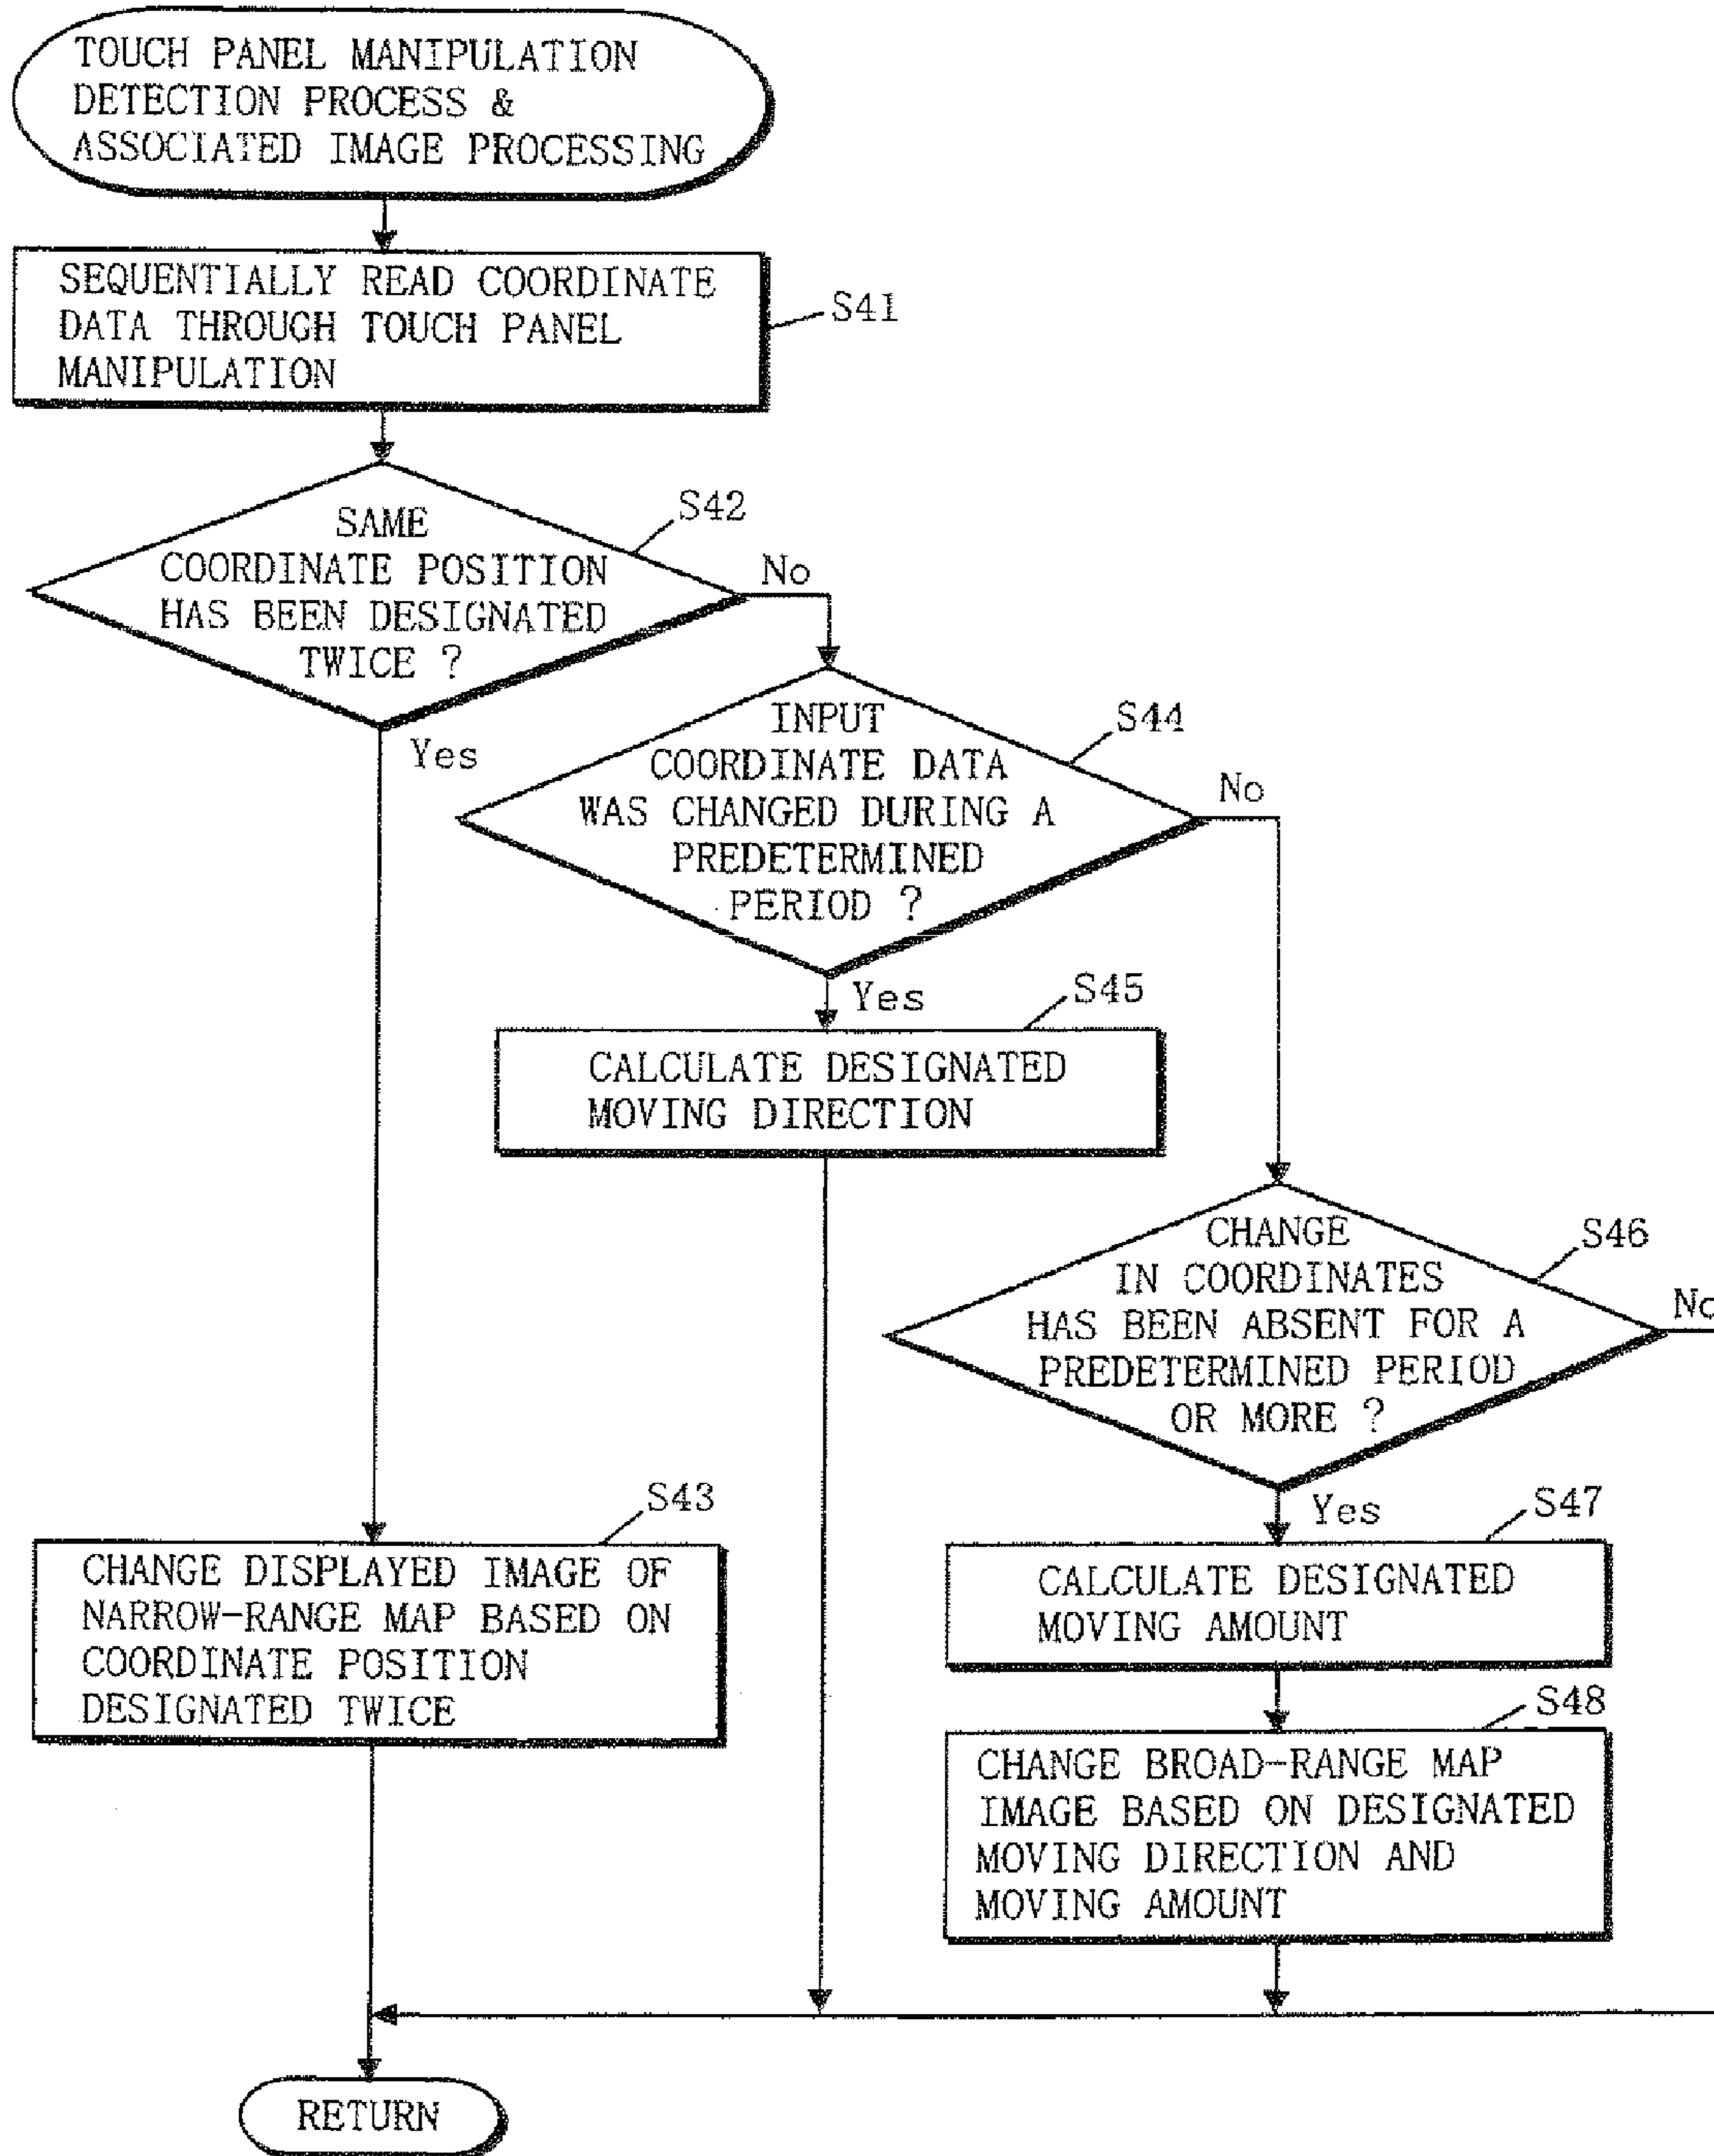 TOUCH PANEL MANIPULATION
DETECTION PROCESS &
ASSOCIATED IMAGE PROCESSING
SEQUENTIALLY READ COORDINATE
DATA THROUGH TOUCH PANEL
MANIPULATION
S41
SAME
COORDINATE POSITION
HAS BEEN DESIGNATED
TWICE ?
S42
No
Yes
INPUT
COORDINATE DATA
WAS CHANGED DURING A
PREDETERMINED
PERIOD ?
S44
No
Yes
S45
CALCULATE DESIGNATED
MOVING DIRECTION
CHANGE
IN COORDINATES
HAS BEEN ABSENT FOR A
PREDETERMINED PERIOD
OR MORE ?
S46
No
Yes
S43
CHANGE DISPLAYED IMAGE OF
NARROW-RANGE MAP BASED ON
COORDINATE POSITION
DESIGNATED TWICE
S47
CALCULATE DESIGNATED
MOVING AMOUNT
S48
CHANGE BROAD-RANGE MAP
IMAGE BASED ON DESIGNATED
MOVING DIRECTION AND
MOVING AMOUNT
RETURN